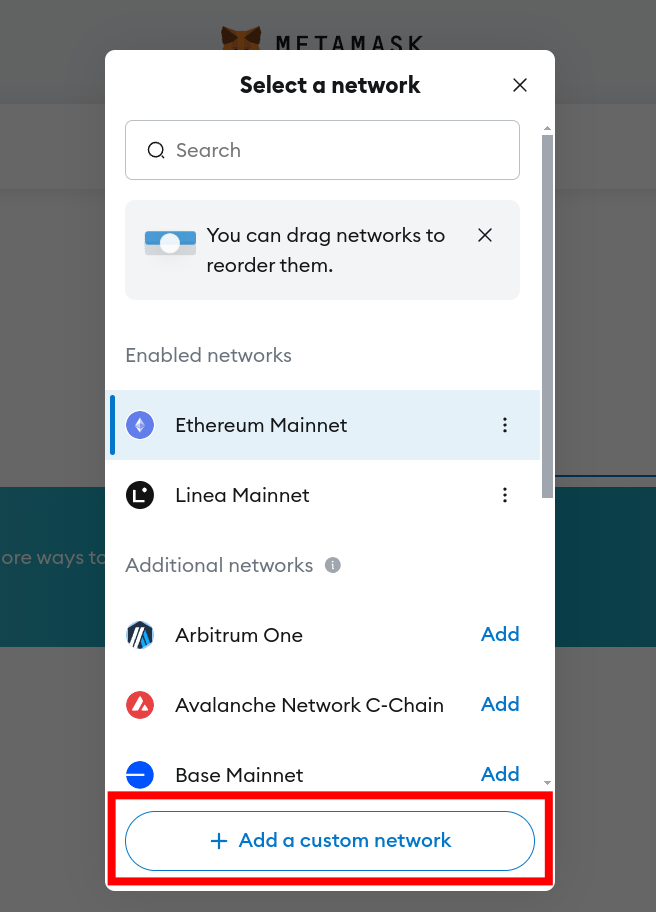 METAMASK
Select a network
Search
You can drag networks to
reorder them.
Enabled networks
Ethereum Mainnet
Linea Mainnet
ore ways to
Additional networks
Arbitrum One Add
Avalanche Network C-Chain Add
Base Mainnet Add
+ Add a custom network